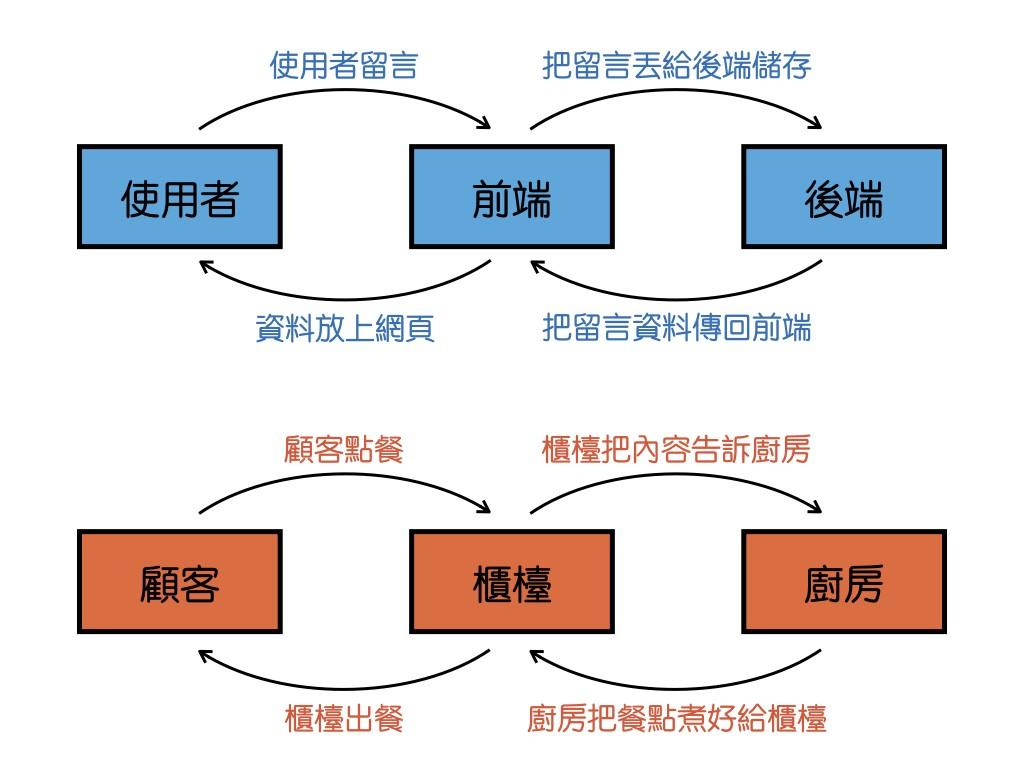 使用者留言
把留言丟給後端儲存
使用者
前端
後端
資料放上網頁
把留言資料傳回前端
顧客點餐
櫃檯把內容告訴廚房
顧客
櫃檯
廚房
櫃檯出餐
廚房把餐點煮好給櫃檯